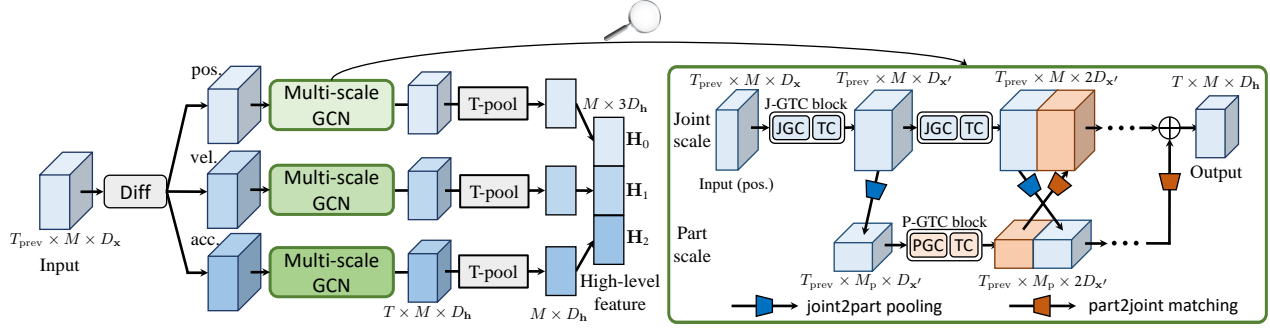 pos.
Multi-scale
GCN
T-pool
M × 3D_h
H_0
vel.
Multi-scale
GCN
T-pool
H_1
Diff
T_prev × M × D_x
Input
acc.
Multi-scale
GCN
T-pool
H_2
High-level
feature
T × M × D_h
M × D_h
T_prev × M × D_x
T_prev × M × D_x′
T_prev × M × 2D_x′
T × M × D_h
J-GTC block
Joint
scale
JGC
TC
JGC
TC
Input (pos.)
Output
Part
scale
P-GTC block
PGC
TC
T_prev × M_p × D_x′
T_prev × M_p × 2D_x′
joint2part pooling
part2joint matching